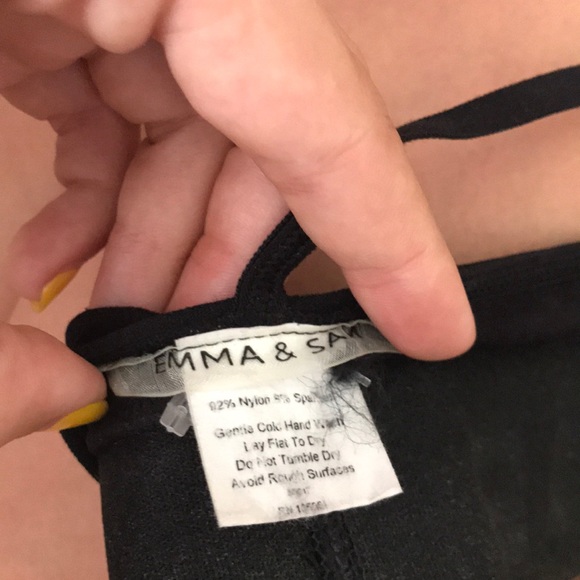 EMMA & SA
92% Nylon 8% Spa
Gentle Cold Hand Wash
Lay Flat To Dry
Do Not Tumble Dry
Avoid Rough Surfaces